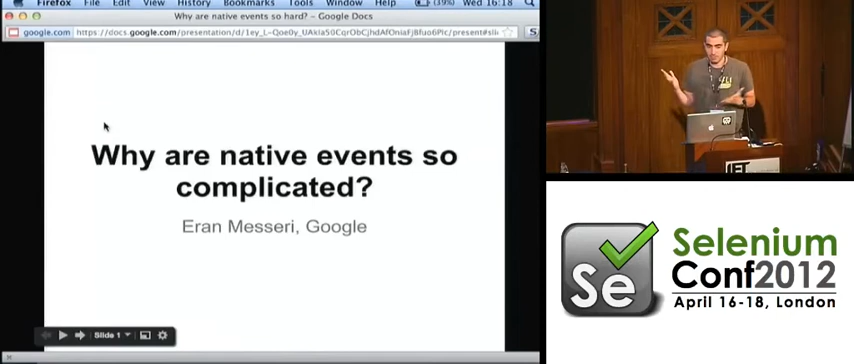 Firefox File Edit View History Bookmarks Tools Window Help (39%) Wed 16:18
Why are native events so hard? – Google Docs
google.com
Why are native events so
complicated?
Eran Messeri, Google
Slide 1
IET
Se
Selenium
Conf2012
April 16-18, London